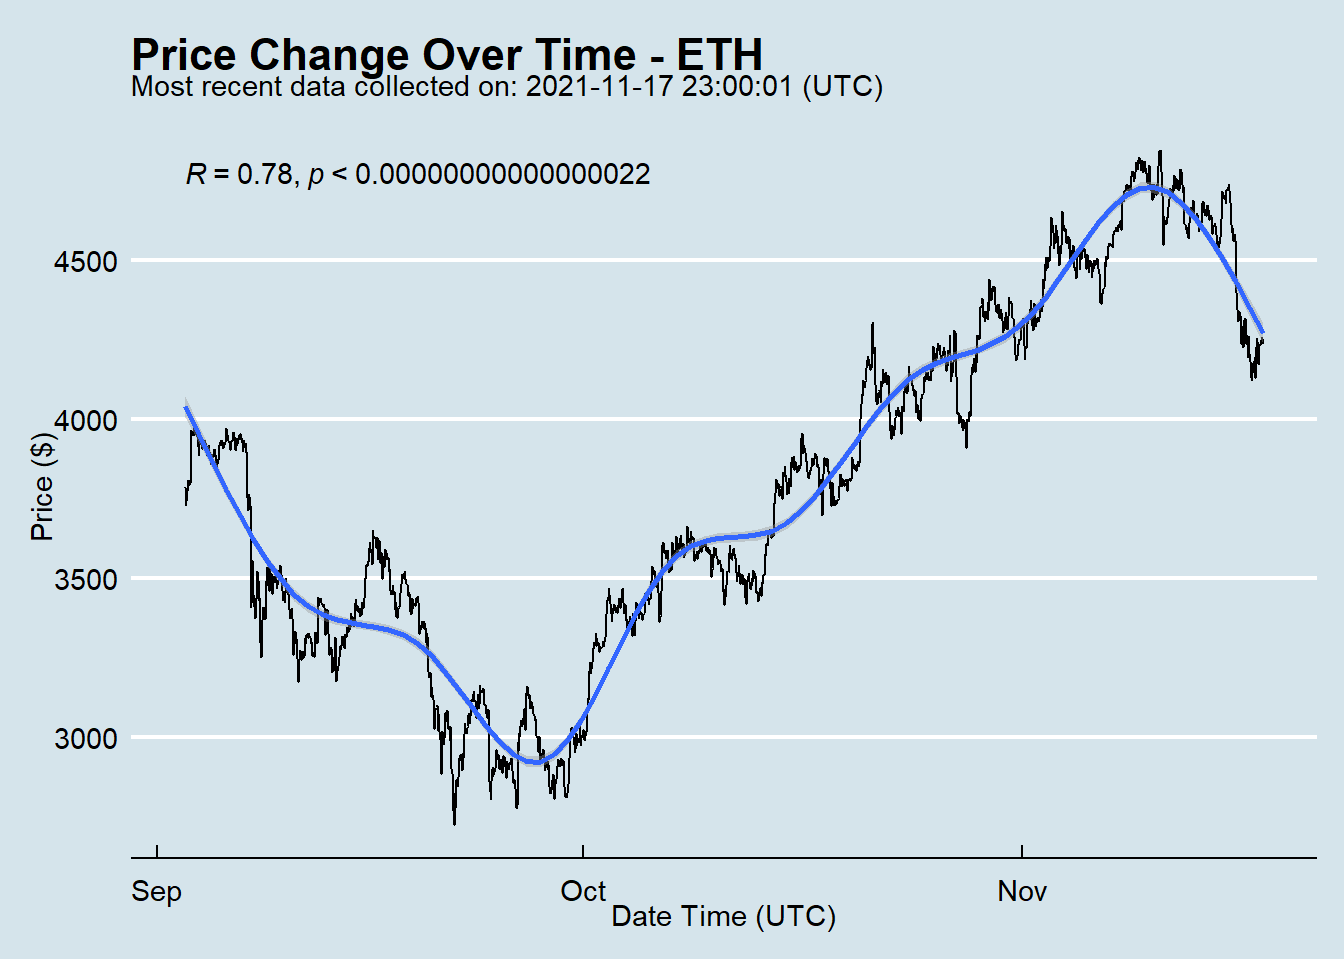 Price Change Over Time - ETH
Most recent data collected on: 2021-11-17 23:00:01 (UTC)
R = 0.78, p < 0.00000000000000022
4500
4000
3500
3000
Price ($)
Sep Oct Nov
Date Time (UTC)